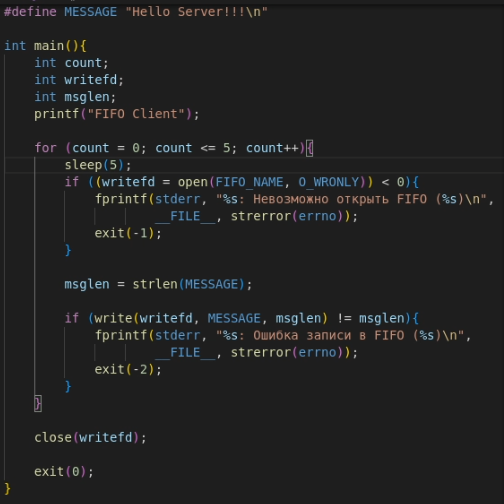 #define MESSAGE "Hello Server!!!\n"
int main(){
int count;
int writefd;
int msglen;
printf("FIFO Client");
for (count = 0; count <= 5; count++){
sleep(5);
if ((writefd = open(FIFO_NAME, O_WRONLY)) < 0){
fprintf(stderr, "%s: Невозможно открыть FIFO (%s)\n",
__FILE__, strerror(errno));
exit(-1);
}
msglen = strlen(MESSAGE);
if (write(writefd, MESSAGE, msglen) != msglen){
fprintf(stderr, "%s: Ошибка записи в FIFO (%s)\n",
__FILE__, strerror(errno));
exit(-2);
}
}
close(writefd);
exit(0);
}